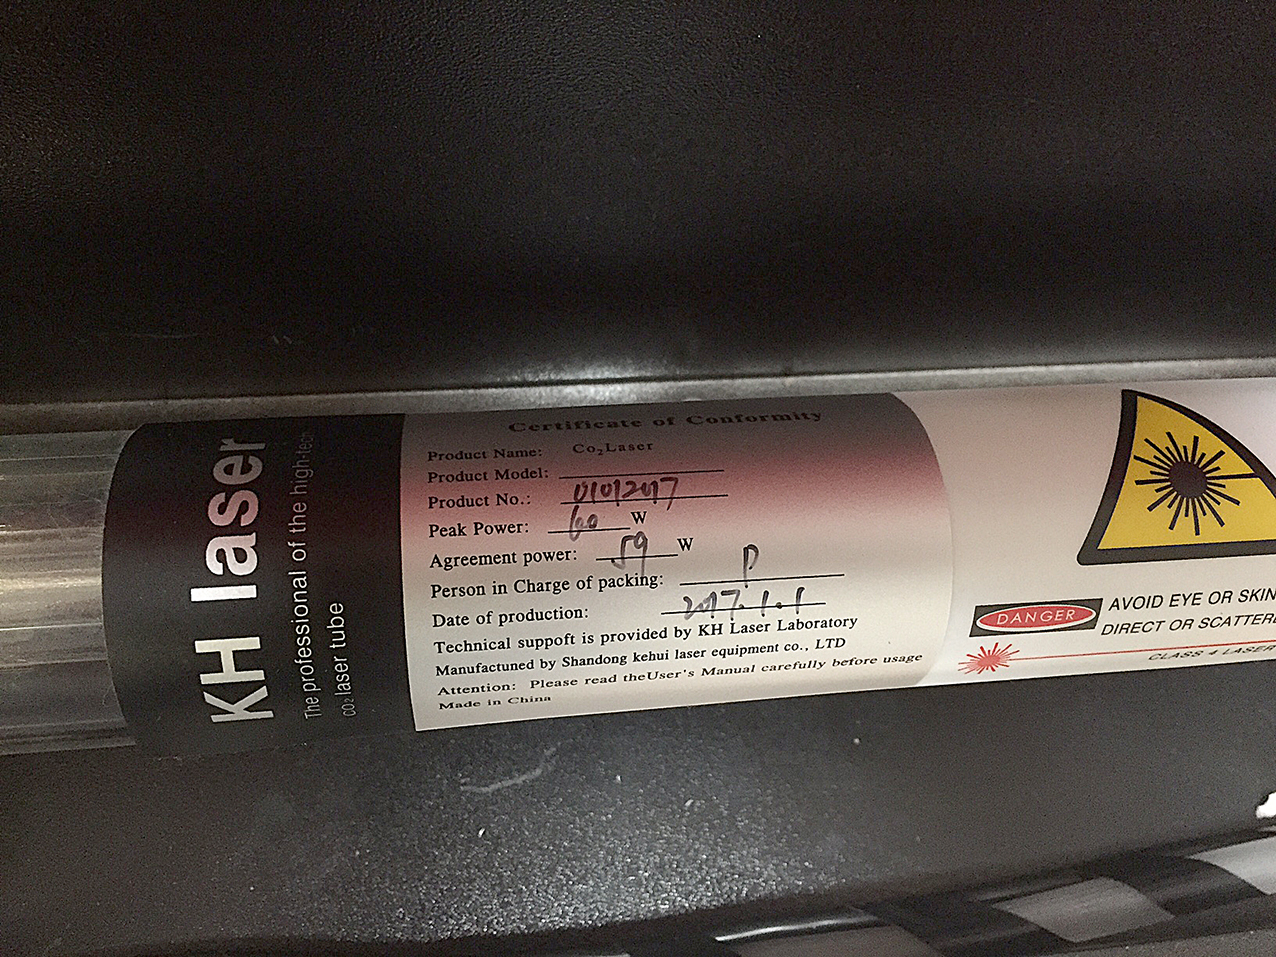 KH laser
The professional of the high-tec
CO2 laser tube
Certificate of Conformity
Product Name: Co₂Laser
Product Model:
Product No.: 01012017
Peak Power: 60 W
Agreement power: 59 W
Person in Charge of packing: P
Date of production: 2017.1.1
Technical suppoft is provided by KH Laser Laboratory
Manufactuned by Shandong kehui laser equipment co., LTD
Attention: Please read theUser's Manual carefully before usage
Made in China
DANGER
AVOID EYE OR SKIN
DIRECT OR SCATTERE
CLASS 4 LASER